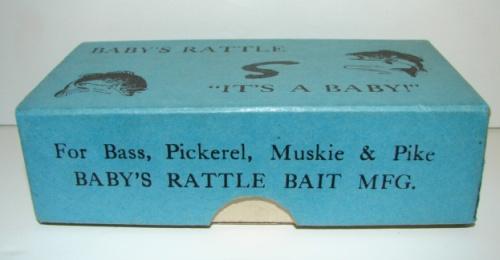 BABY'S RATTLE
S
"IT'S A BABY!"
For Bass, Pickerel, Muskie & Pike
BABY'S RATTLE BAIT MFG.